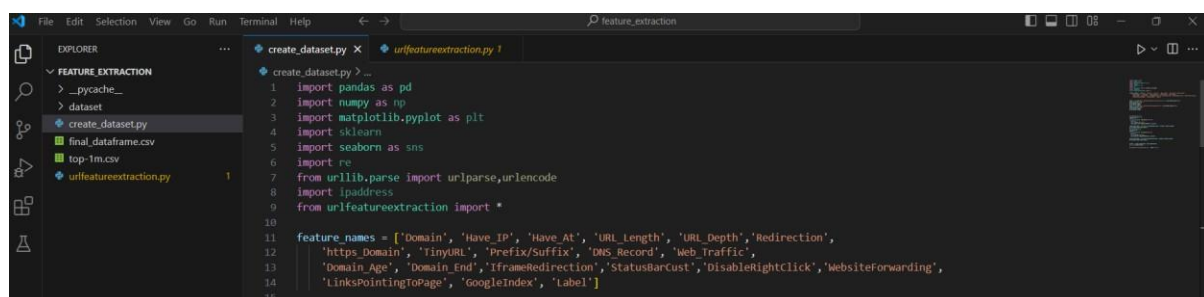 File Edit Selection View Go Run Terminal Help
feature_extraction
EXPLORER
create_dataset.py
urlfeatureextraction.py 1
FEATURE_EXTRACTION
__pycache__
dataset
create_dataset.py
final_dataframe.csv
top-1m.csv
urlfeatureextraction.py 1
create_dataset.py > ...
1 import pandas as pd
2 import numpy as np
3 import matplotlib.pyplot as plt
4 import sklearn
5 import seaborn as sns
6 import re
7 from urllib.parse import urlparse,urlencode
8 import ipaddress
9 from urlfeatureextraction import *
10
11 feature_names = ['Domain', 'Have_IP', 'Have_At', 'URL_Length', 'URL_Depth','Redirection',
12 'https_Domain', 'TinyURL', 'Prefix/Suffix', 'DNS_Record', 'Web_Traffic',
13 'Domain_Age', 'Domain_End','IframeRedirection','StatusBarCust','DisableRightClick','WebsiteForwarding',
14 'LinksPointingToPage', 'GoogleIndex', 'Label']